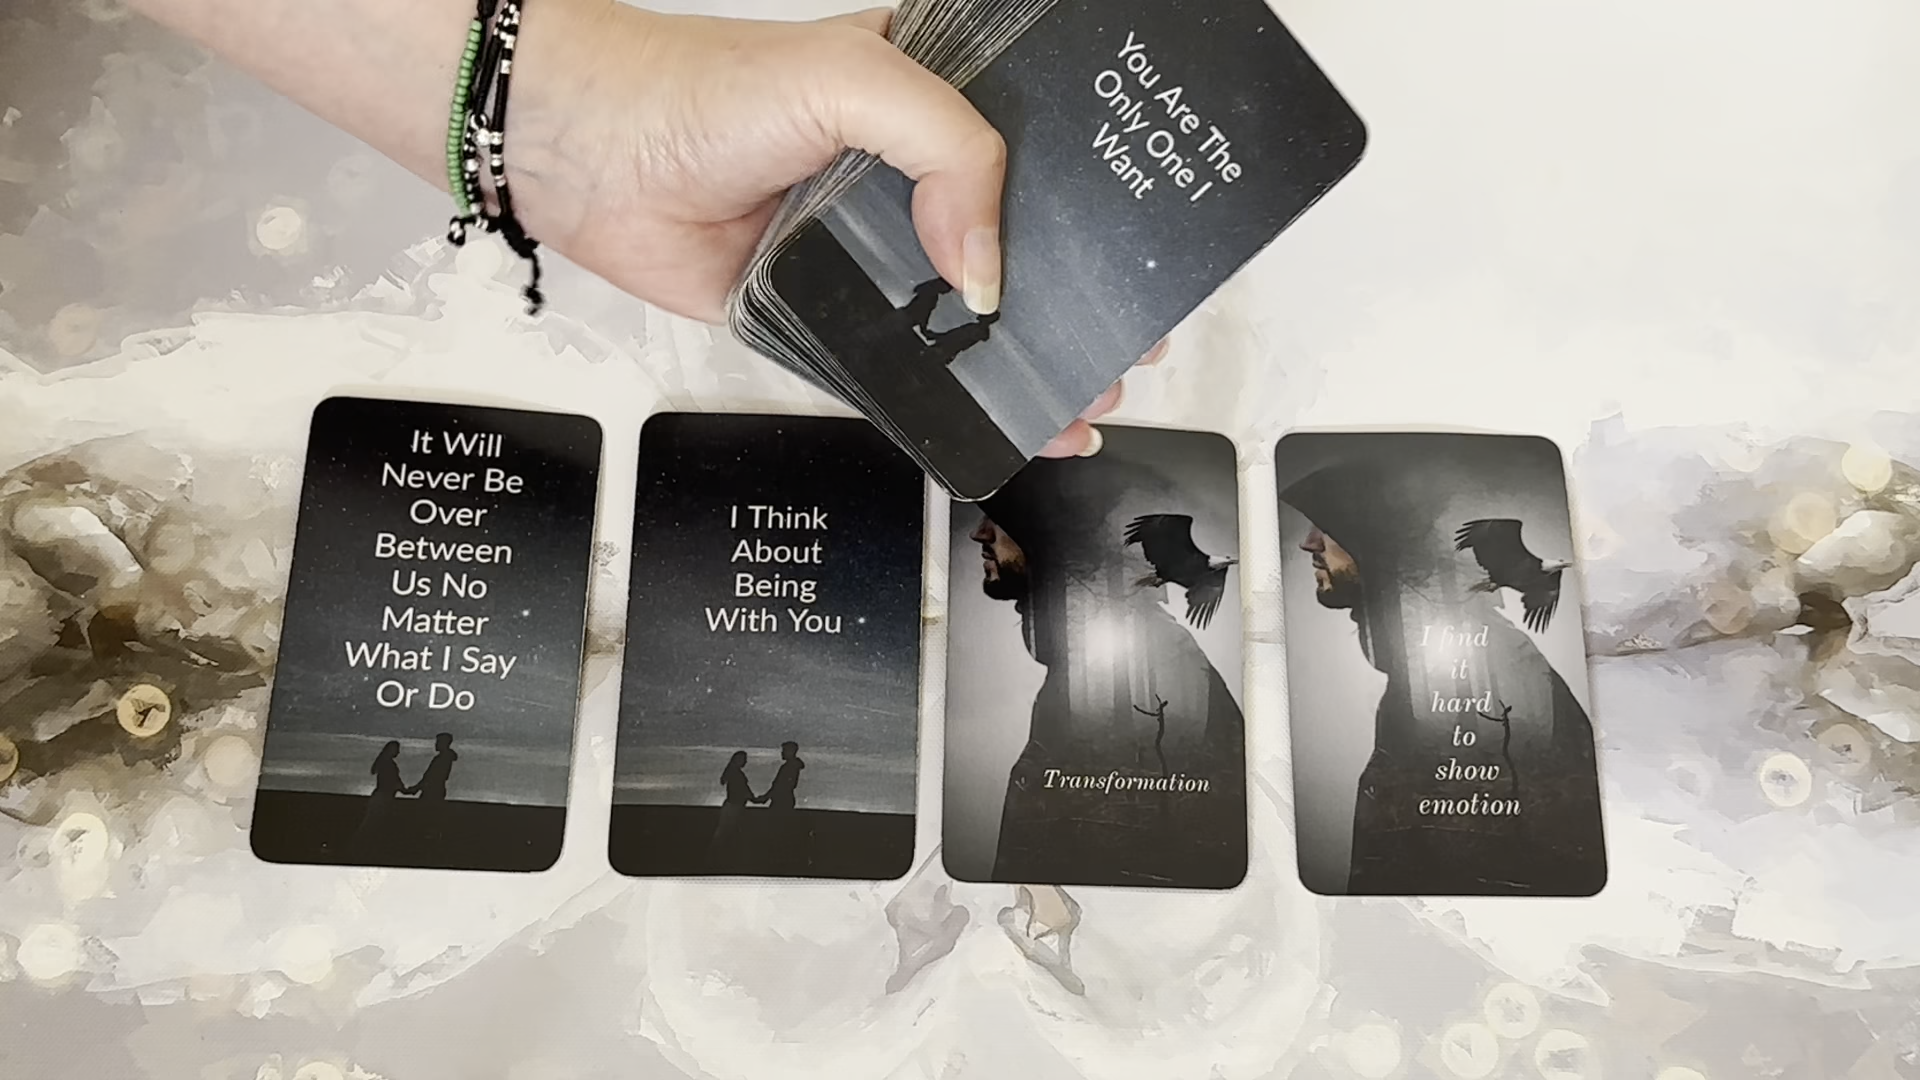 You Are The
Only One I
Want
It Will
Never Be
Over
Between
Us No
Matter
What I Say
Or Do
I Think
About
Being
With You
Transformation
I find
it
hard
to
show
emotion